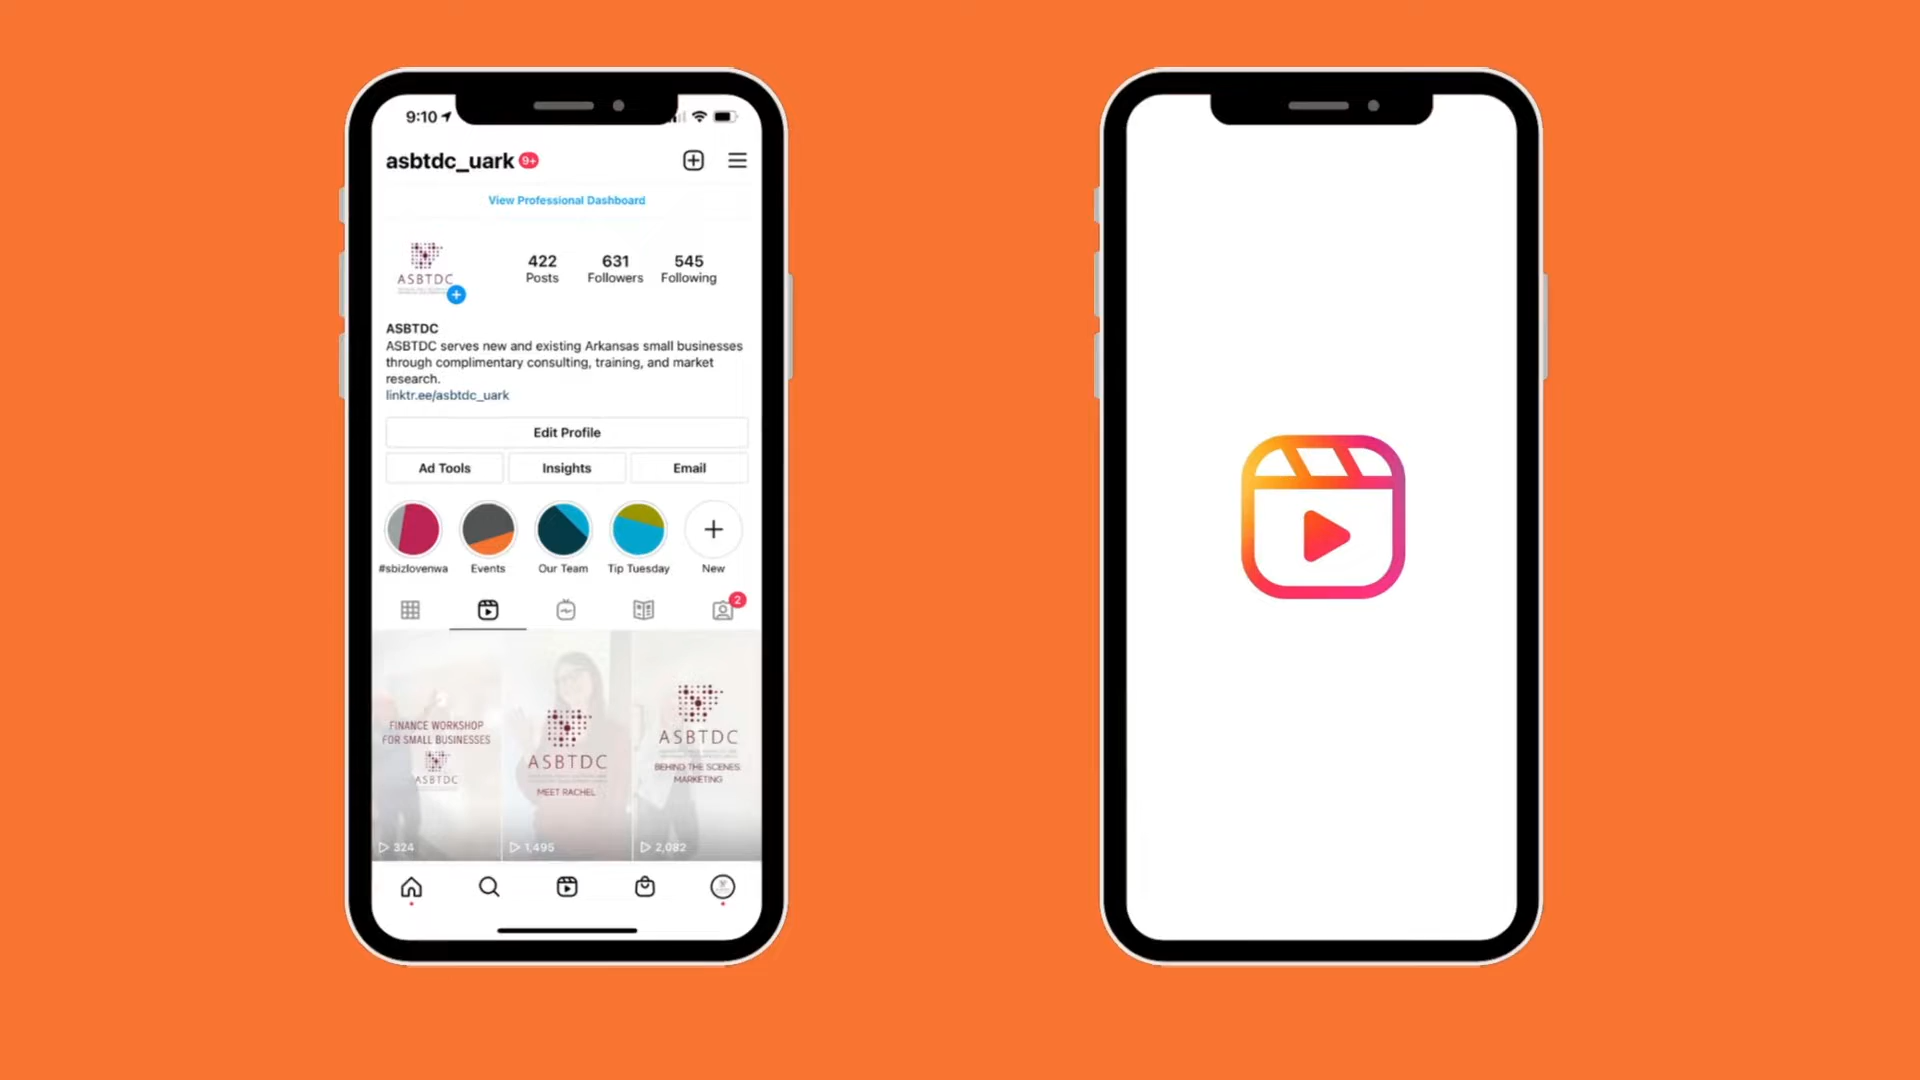 9:10
asbtdc_uark 9+
View Professional Dashboard
ASBTDC
422 631 545
Posts Followers Following
ASBTDC
ASBTDC serves new and existing Arkansas small businesses
through complimentary consulting, training, and market
research.
linktr.ee/asbtdc_uark
Edit Profile
Ad Tools Insights Email
#sbizlovenwa Events Our Team Tip Tuesday New
2
FINANCE WORKSHOP
FOR SMALL BUSINESSES
ASBTDC
324
ASBTDC
MEET RACHEL
1,495
ASBTDC
BEHIND THE SCENES:
MARKETING
2,082